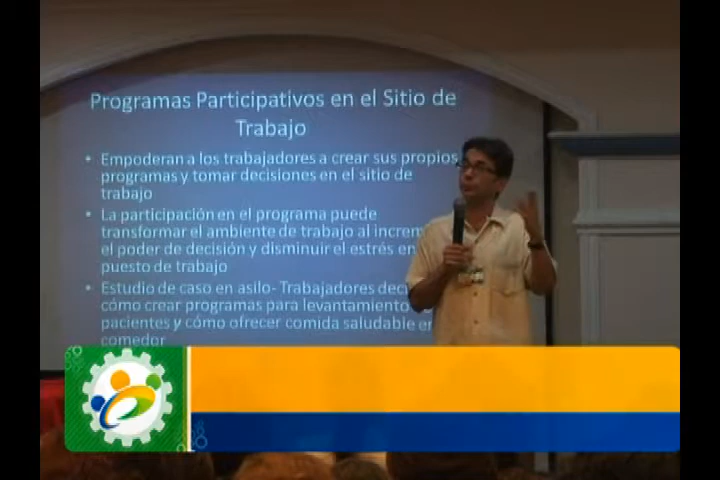 Programas Participativos en el Sitio de
Trabajo
• Empoderan a los trabajadores a crear sus propios
programas y tomar decisiones en el sitio de
trabajo
• La participación en el programa puede
transformar el ambiente de trabajo al increm
el poder de decisión y disminuir el estrés en
puesto de trabajo
• Estudio de caso en asilo- Trabajadores dec
cómo crear programas para levantamiento
pacientes y cómo ofrecer comida saludable en
comedor